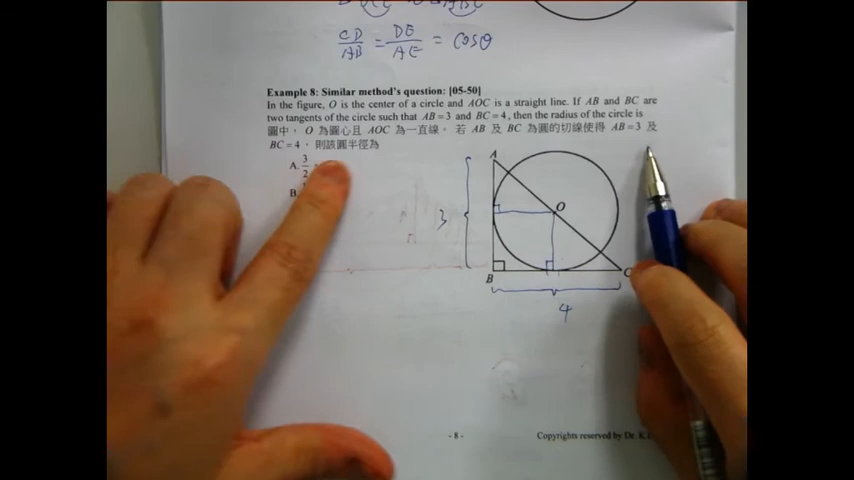 CD/AB = DE/AE = cosθ
Example 8: Similar method's question: [05-50]
In the figure, O is the center of a circle and AOC is a straight line. If AB and BC are
two tangents of the circle such that AB = 3 and BC = 4, then the radius of the circle is
圖中， O 為圓心且 AOC 為一直線。 若 AB 及 BC 為圓的切線使得 AB = 3 及
BC = 4 ， 則該圓半徑為
A. 3/2
B.
A
O
3
B
C
4
- 8 -
Copyrights reserved by Dr. K.